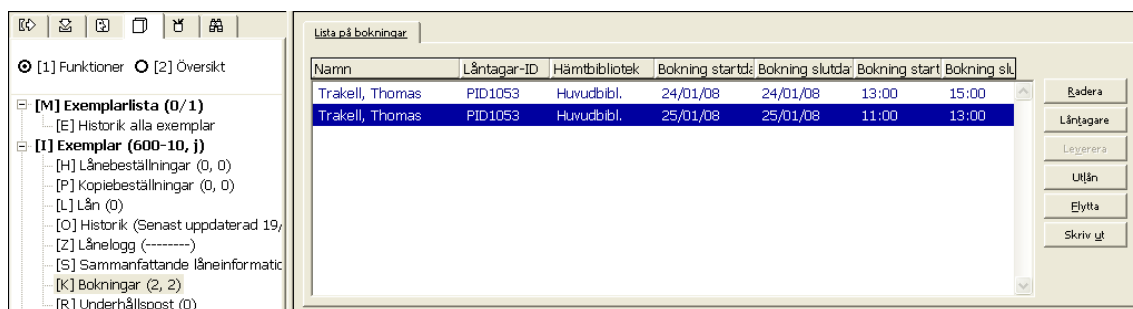 [1] Funktioner [2] Översikt
[M] Exemplarlista (0/1)
[E] Historik alla exemplar
[I] Exemplar (600-10, j)
[H] Lånebeställningar (0, 0)
[P] Kopiebeställningar (0, 0)
[L] Lån (0)
[O] Historik (Senast uppdaterad 19/
[Z] Lånelogg (--------)
[S] Sammanfattande låneinformatic
[K] Bokningar (2, 2)
[R] Underhållspost (0)
Lista på bokningar
Namn Låntagar-ID Hämtbibliotek Bokning startda Bokning slutda Bokning start Bokning slu
Trakell, Thomas PID1053 Huvudbibl. 24/01/08 24/01/08 13:00 15:00
Trakell, Thomas PID1053 Huvudbibl. 25/01/08 25/01/08 11:00 13:00
Radera
Låntagare
Leverera
Utlån
Flytta
Skriv ut